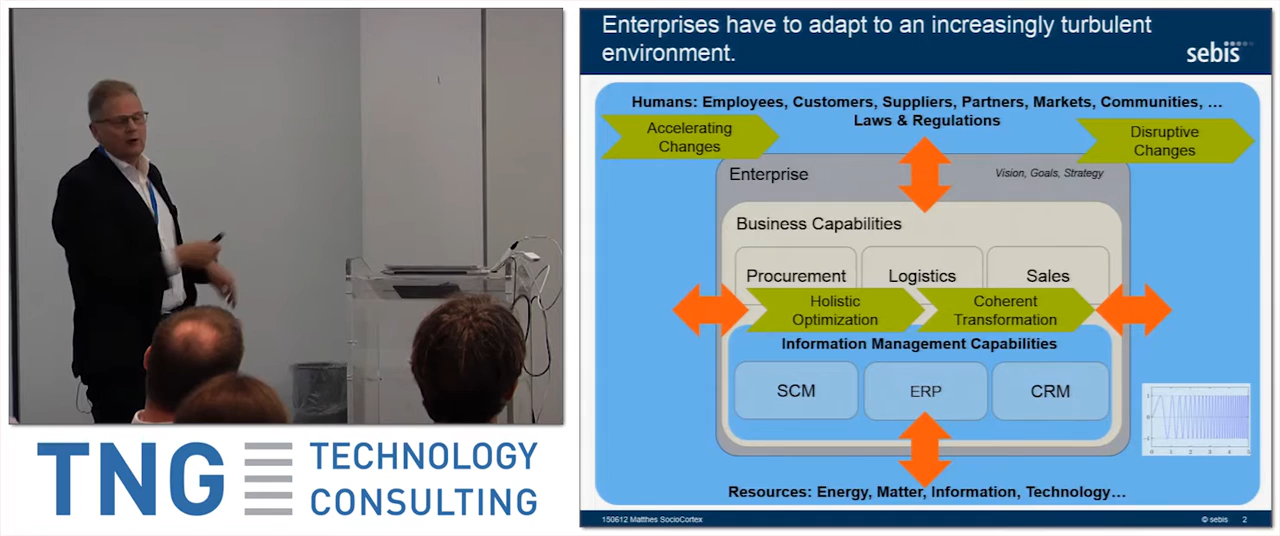 Enterprises have to adapt to an increasingly turbulent
environment.
sebis
Humans: Employees, Customers, Suppliers, Partners, Markets, Communities, …
Laws & Regulations
Accelerating
Changes
Disruptive
Changes
Enterprise
Vision, Goals, Strategy
Business Capabilities
Procurement
Logistics
Sales
Holistic
Optimization
Coherent
Transformation
Information Management Capabilities
SCM
ERP
CRM
Resources: Energy, Matter, Information, Technology…
150612 Matthes SocioCortex
© sebis 2
TNG TECHNOLOGY
CONSULTING